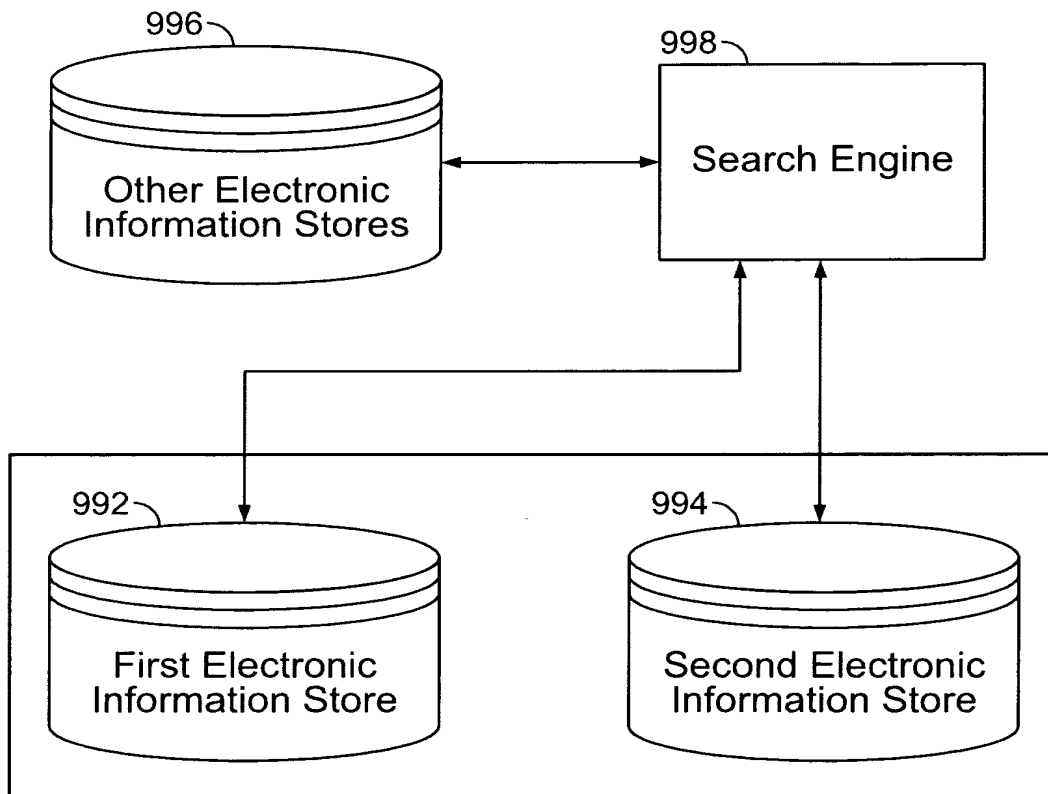 996
998
Other Electronic
Information Stores
Search Engine
992
994
First Electronic
Information Store
Second Electronic
Information Store